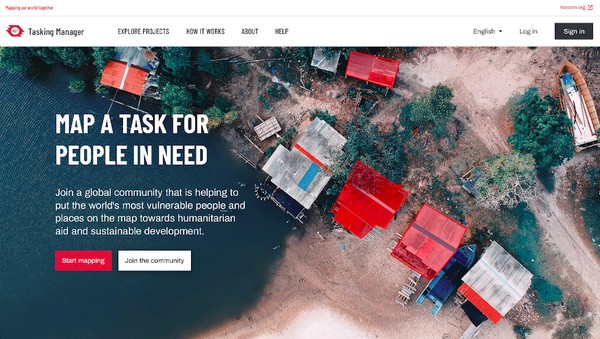 Mapping our world together
hotosm.org
Tasking Manager
EXPLORE PROJECTS
HOW IT WORKS
ABOUT
HELP
English
Log in
Sign in
MAP A TASK FOR
PEOPLE IN NEED
Join a global community that is helping to
put the world's most vulnerable people and
places on the map towards humanitarian
aid and sustainable development.
Start mapping
Join the community